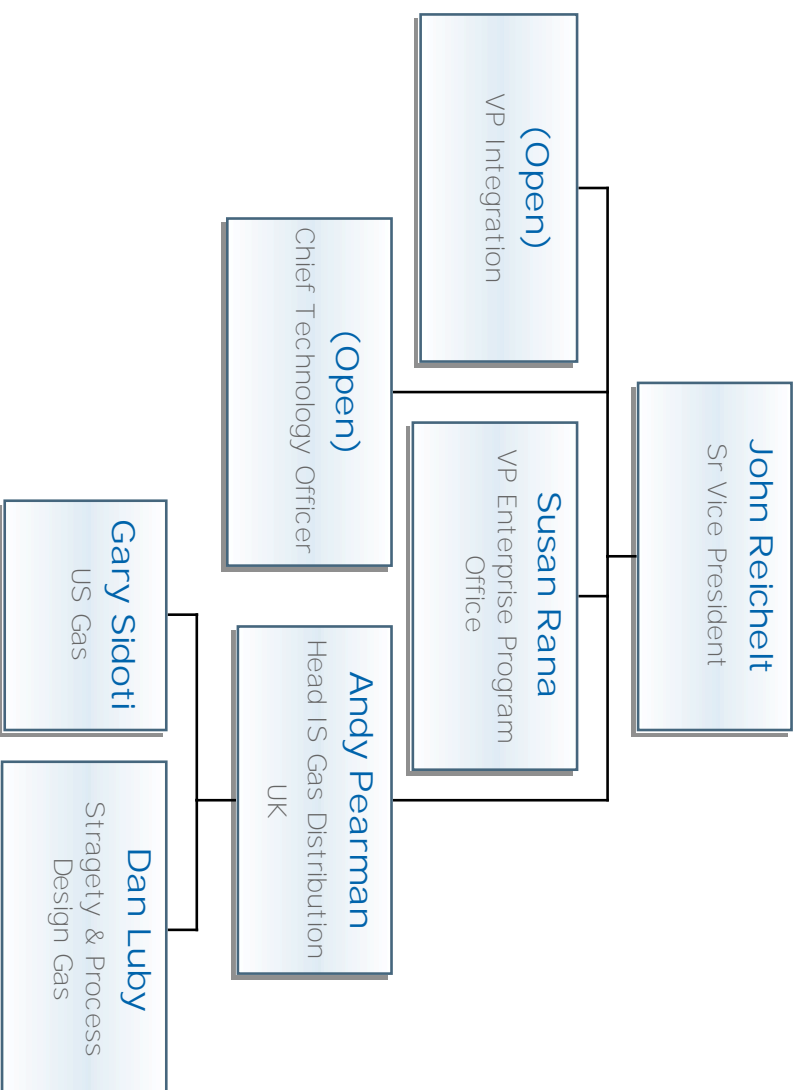 John Reichelt
Sr Vice President
(Open)
VP Integration
Susan Rana
VP Enterprise Program
Office
(Open)
Chief Technology Officer
Andy Pearman
Head IS Gas Distribution
UK
Gary Sidoti
US Gas
Dan Luby
Stragety & Process
Design Gas